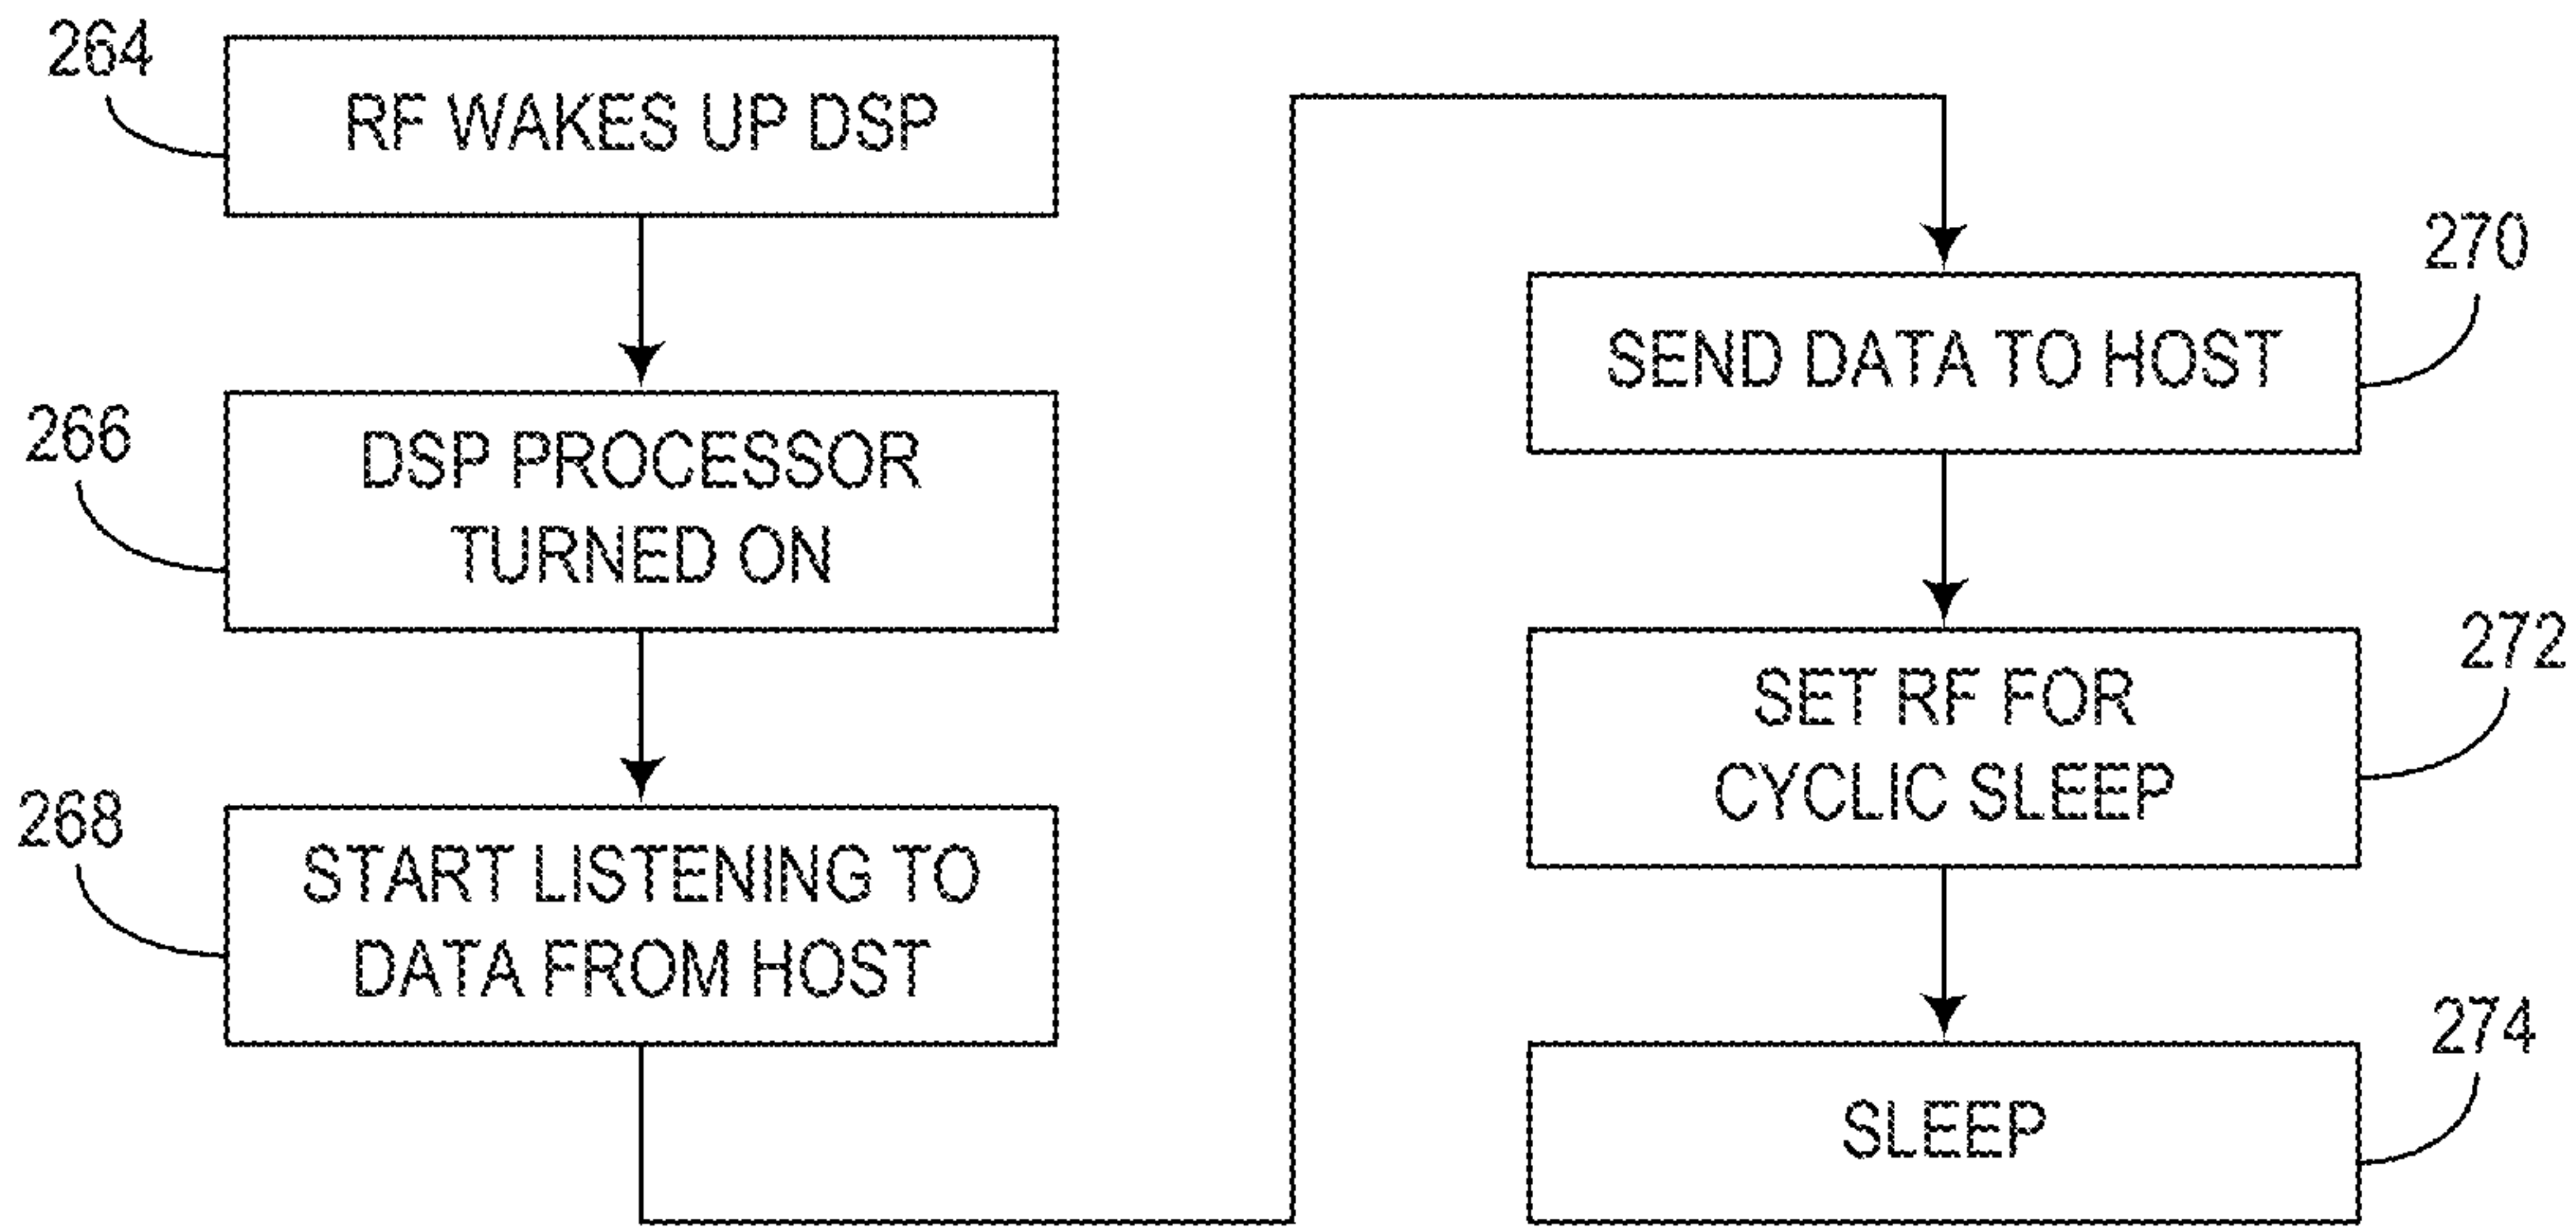 264
RF WAKES UP DSP
266
DSP PROCESSOR
TURNED ON
268
START LISTENING TO
DATA FROM HOST
270
SEND DATA TO HOST
272
SET RF FOR
CYCLIC SLEEP
274
SLEEP